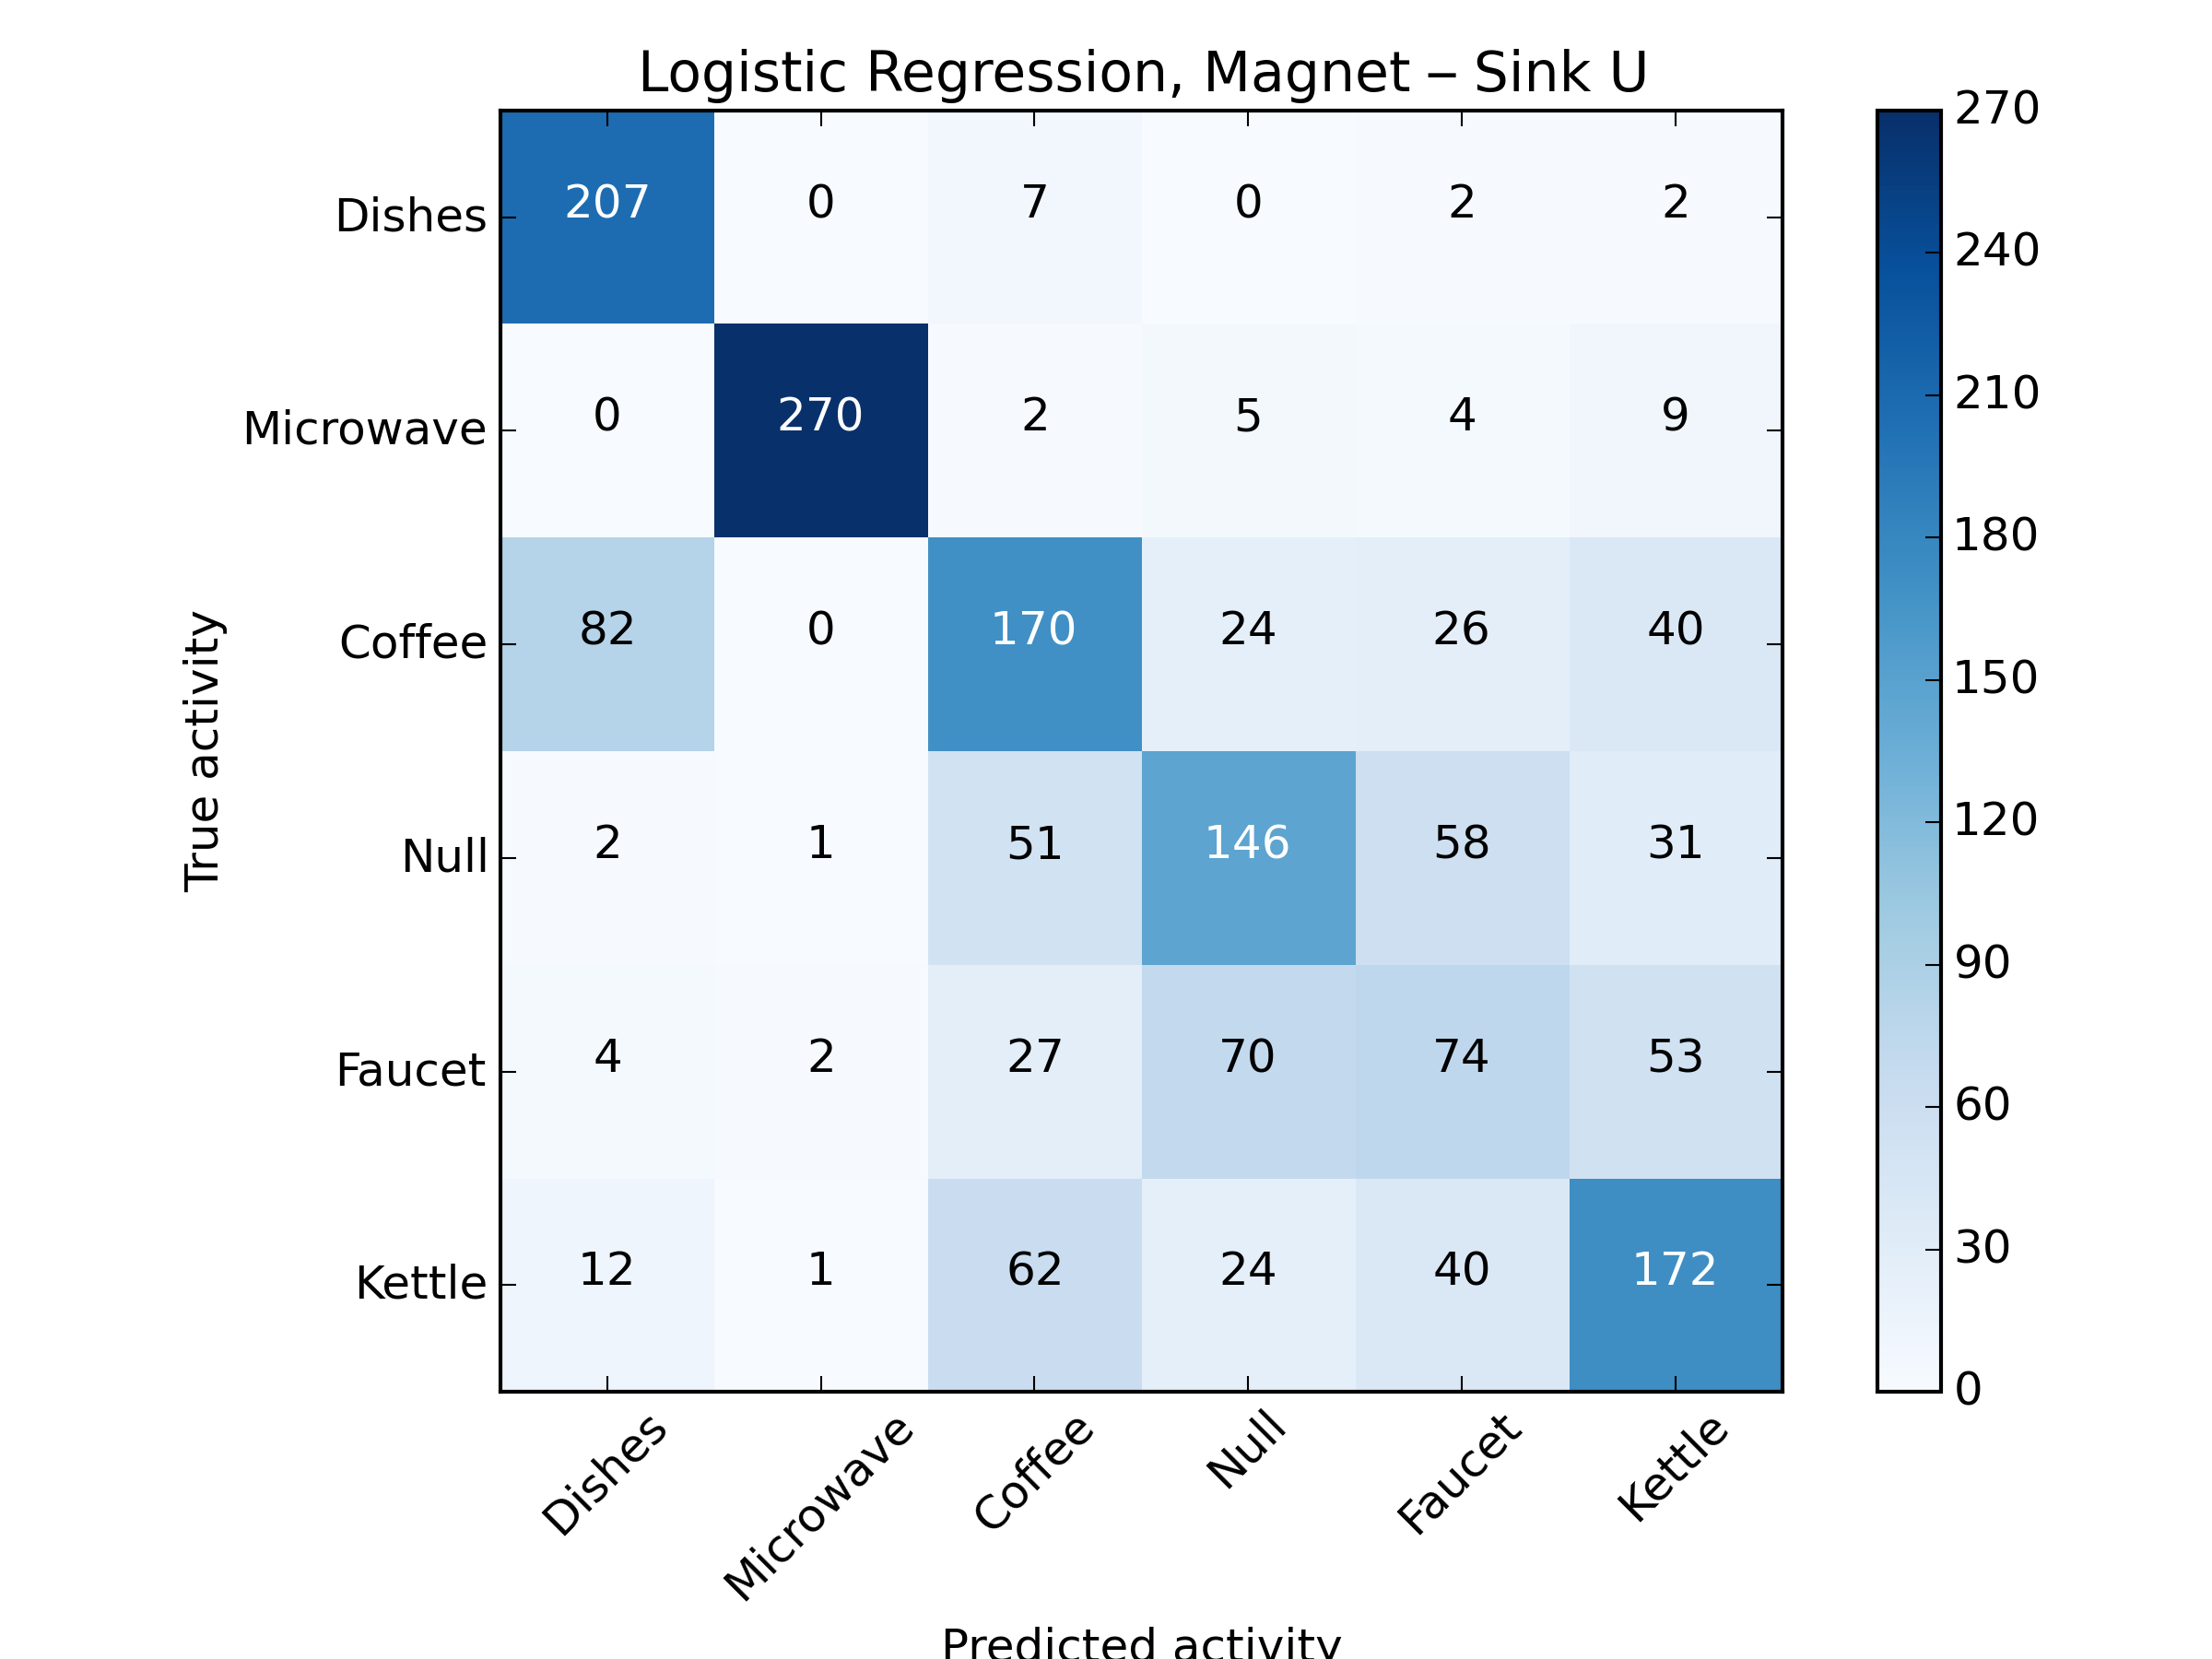 Logistic Regression, Magnet – Sink U
270
Dishes 207 0 7 0 2 2
240
Microwave 0 270 2 5 4 9
210
180
Coffee 82 0 170 24 26 40
150
120
Null 2 1 51 146 58 31
90
Faucet 4 2 27 70 74 53
60
Kettle 12 1 62 24 40 172
30
0
True activity
Dishes Microwave Coffee Null Faucet Kettle
Predicted activity